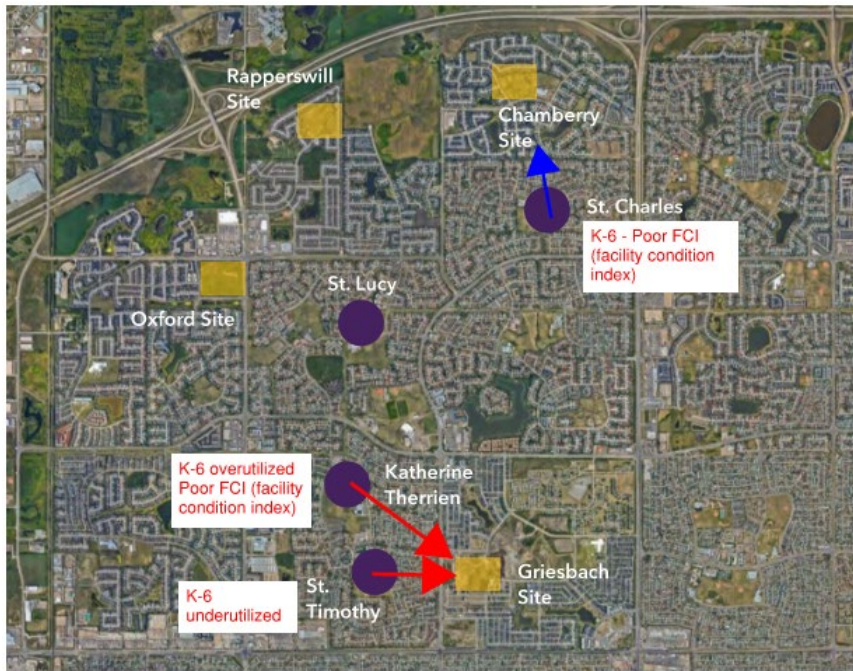 Rapperswill
Site
Chamberry
Site
St. Charles
K-6 - Poor FCI
(facility condition
index)
St. Lucy
Oxford Site
K-6 overutilized
Poor FCI (facility
condition index)
Katherine
Therrien
K-6
underutilized
St.
Timothy
Griesbach
Site